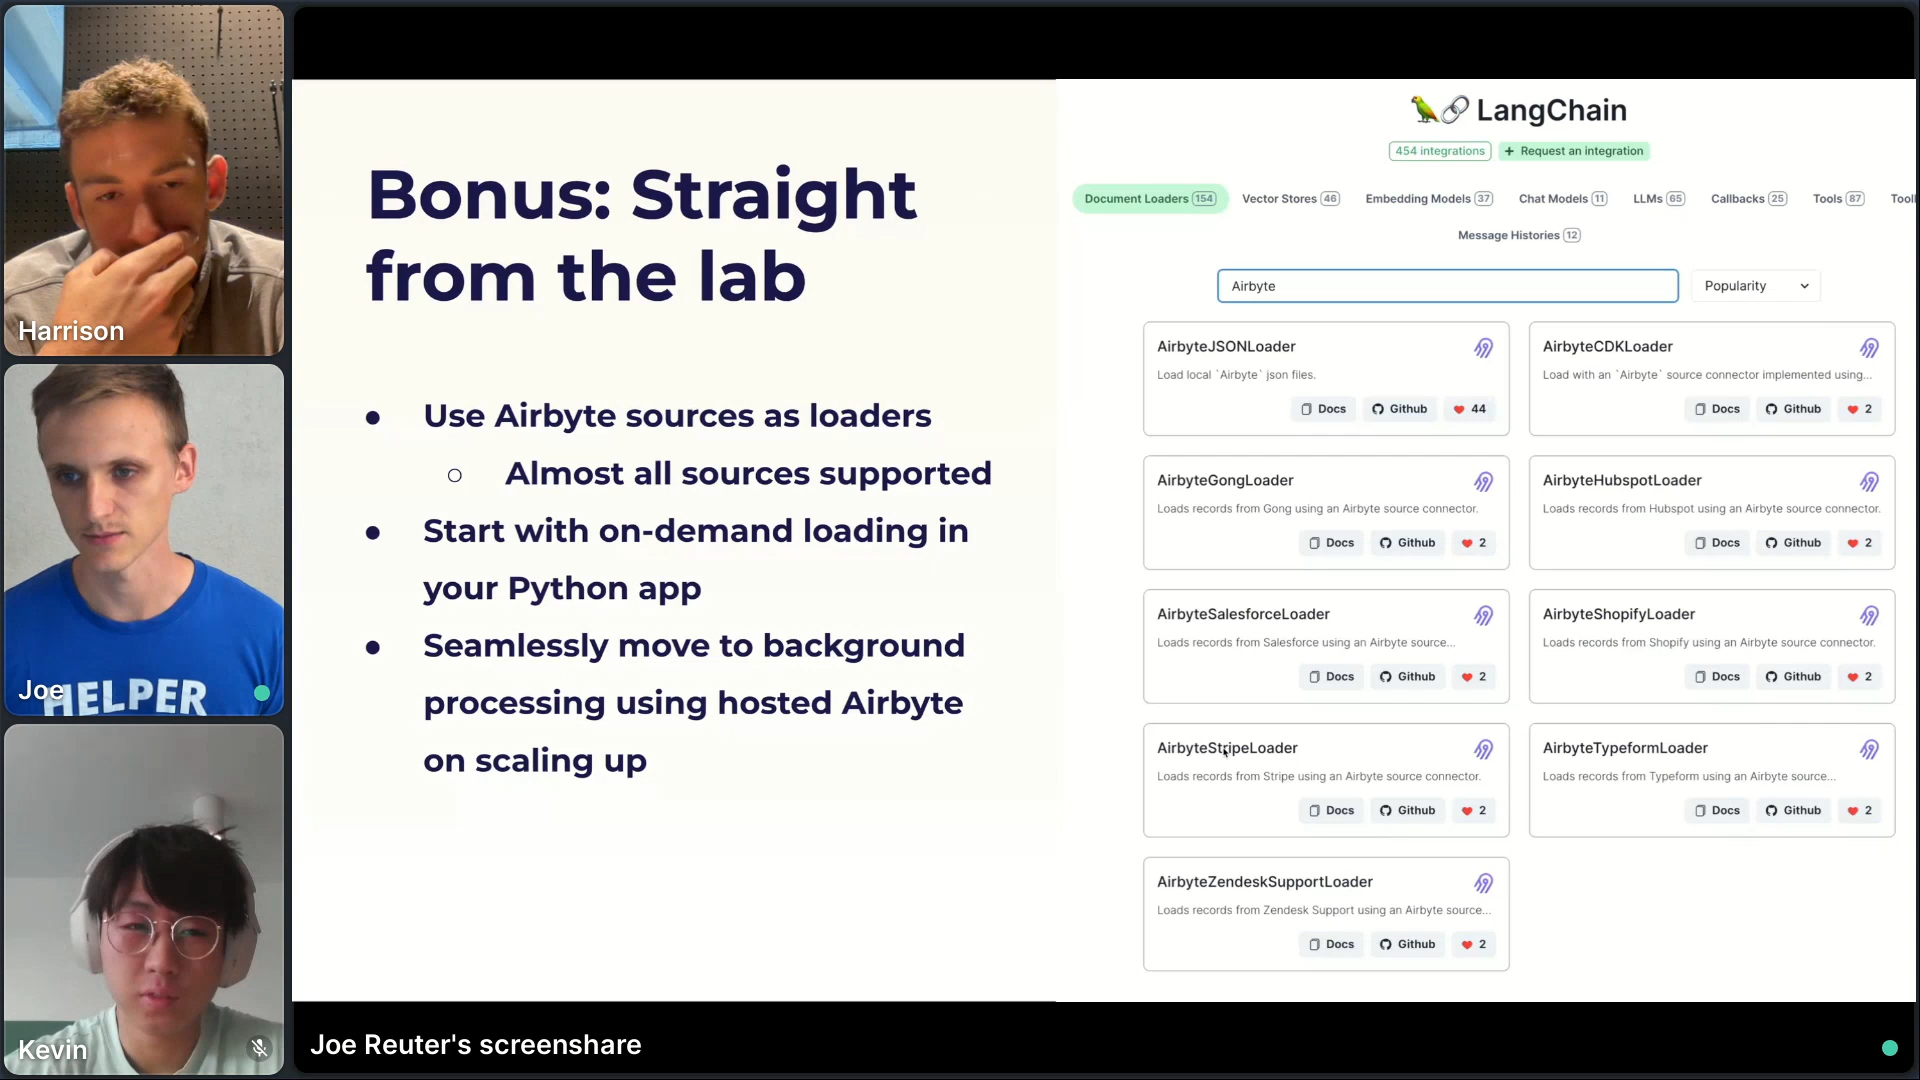 Harrison
Joe
HELPER
Kevin
Bonus: Straight
from the lab
● Use Airbyte sources as loaders
○ Almost all sources supported
● Start with on-demand loading in
your Python app
● Seamlessly move to background
processing using hosted Airbyte
on scaling up
LangChain
454 integrations + Request an integration
Document Loaders 154 Vector Stores 46 Embedding Models 37 Chat Models 11 LLMs 65 Callbacks 25 Tools 87
Message Histories 12
Airbyte Popularity
AirbyteJSONLoader
Load local `Airbyte` json files.
Docs Github 44
AirbyteCDKLoader
Load with an `Airbyte` source connector implemented using...
Docs Github 2
AirbyteGongLoader
Loads records from Gong using an Airbyte source connector.
Docs Github 2
AirbyteHubspotLoader
Loads records from Hubspot using an Airbyte source connector.
Docs Github 2
AirbyteSalesforceLoader
Loads records from Salesforce using an Airbyte source...
Docs Github 2
AirbyteShopifyLoader
Loads records from Shopify using an Airbyte source connector.
Docs Github 2
AirbyteStripeLoader
Loads records from Stripe using an Airbyte source connector.
Docs Github 2
AirbyteTypeformLoader
Loads records from Typeform using an Airbyte source...
Docs Github 2
AirbyteZendeskSupportLoader
Loads records from Zendesk Support using an Airbyte source...
Docs Github 2
Joe Reuter's screenshare